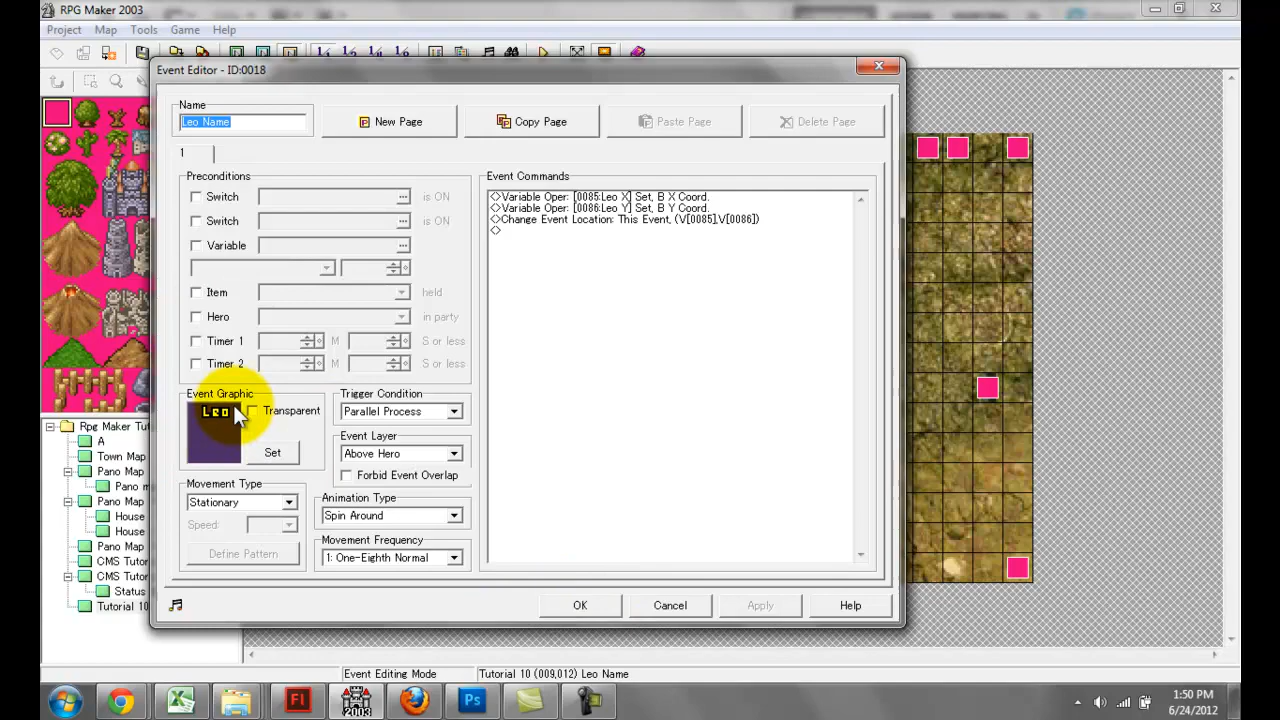 RPG Maker 2003
Project Map Tools Game Help
Event Editor - ID:0018
Name
Leo Name
New Page
Copy Page
Paste Page
Delete Page
1
Preconditions
Switch ... is ON
Switch ... is ON
Variable ...
Item held
Hero in party
Timer 1 M S or less
Timer 2 M S or less
Event Graphic
Leo
Transparent
Set
Trigger Condition
Parallel Process
Event Layer
Above Hero
Forbid Event Overlap
Movement Type
Stationary
Speed:
Define Pattern
Animation Type
Spin Around
Movement Frequency
1: One-Eighth Normal
Event Commands
<>Variable Oper: [0085:Leo X] Set, B X Coord.
<>Variable Oper: [0086:Leo Y] Set, B Y Coord.
<>Change Event Location: This Event, (V[0085],V[0086])
<>
OK
Cancel
Apply
Help
Rpg Maker Tut
A
Town Map
Pano Map
Pano m
Pano Map
House
House
Pano Map
CMS Tutor
CMS Tutor
Status
Tutorial 10
Event Editing Mode
Tutorial 10 (009,012) Leo Name
2003
Ps
1:50 PM
6/24/2012